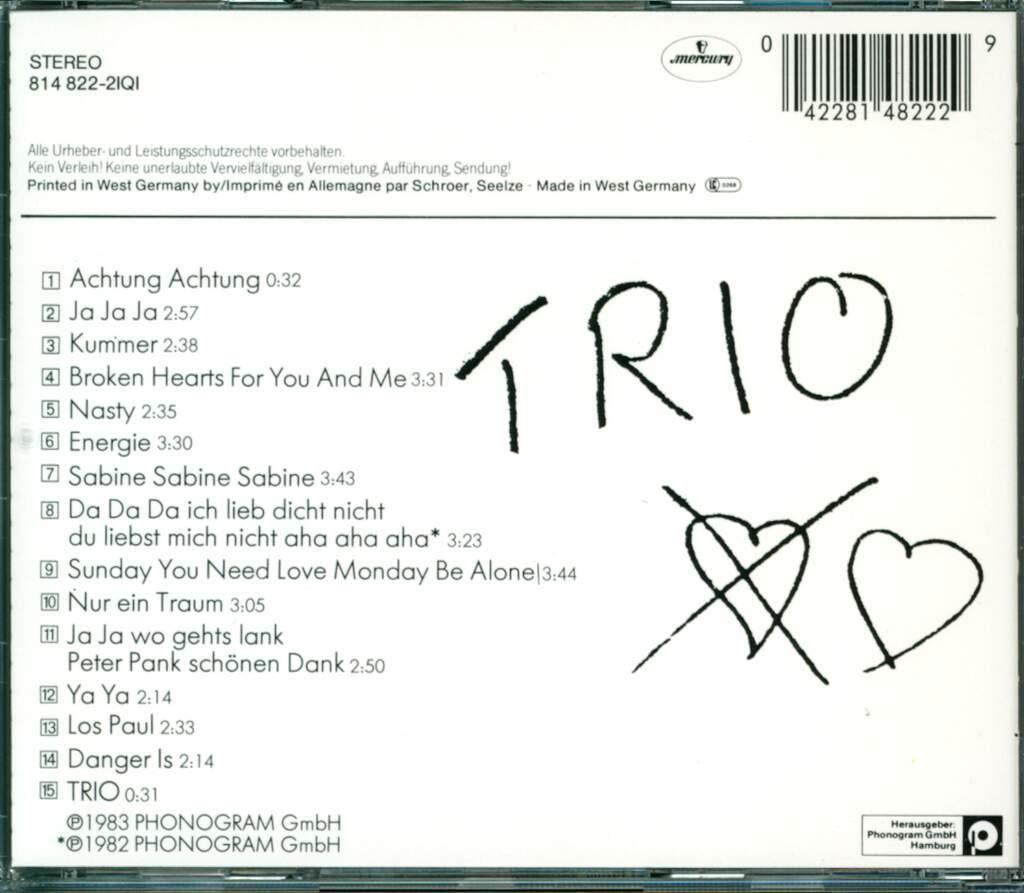 STEREO
814 822-2IQI
mercury
0 42281 48222 9
Alle Urheber- und Leistungsschutzrechte vorbehalten.
Kein Verleih! Keine unerlaubte Vervielfältigung, Vermietung, Aufführung, Sendung!
Printed in West Germany by/Imprimé en Allemagne par Schroer, Seelze · Made in West Germany
1 Achtung Achtung 0:32
2 Ja Ja Ja 2:57
3 Kummer 2:38
4 Broken Hearts For You And Me 3:31
5 Nasty 2:35
6 Energie 3:30
7 Sabine Sabine Sabine 3:43
8 Da Da Da ich lieb dicht nicht
du liebst mich nicht aha aha aha* 3:23
9 Sunday You Need Love Monday Be Alone|3:44
10 Nur ein Traum 3:05
11 Ja Ja wo gehts lank
Peter Pank schönen Dank 2:50
12 Ya Ya 2:14
13 Los Paul 2:33
14 Danger Is 2:14
15 TRIO 0:31
℗1983 PHONOGRAM GmbH
*℗1982 PHONOGRAM GmbH
TRIO
Herausgeber:
Phonogram GmbH
Hamburg